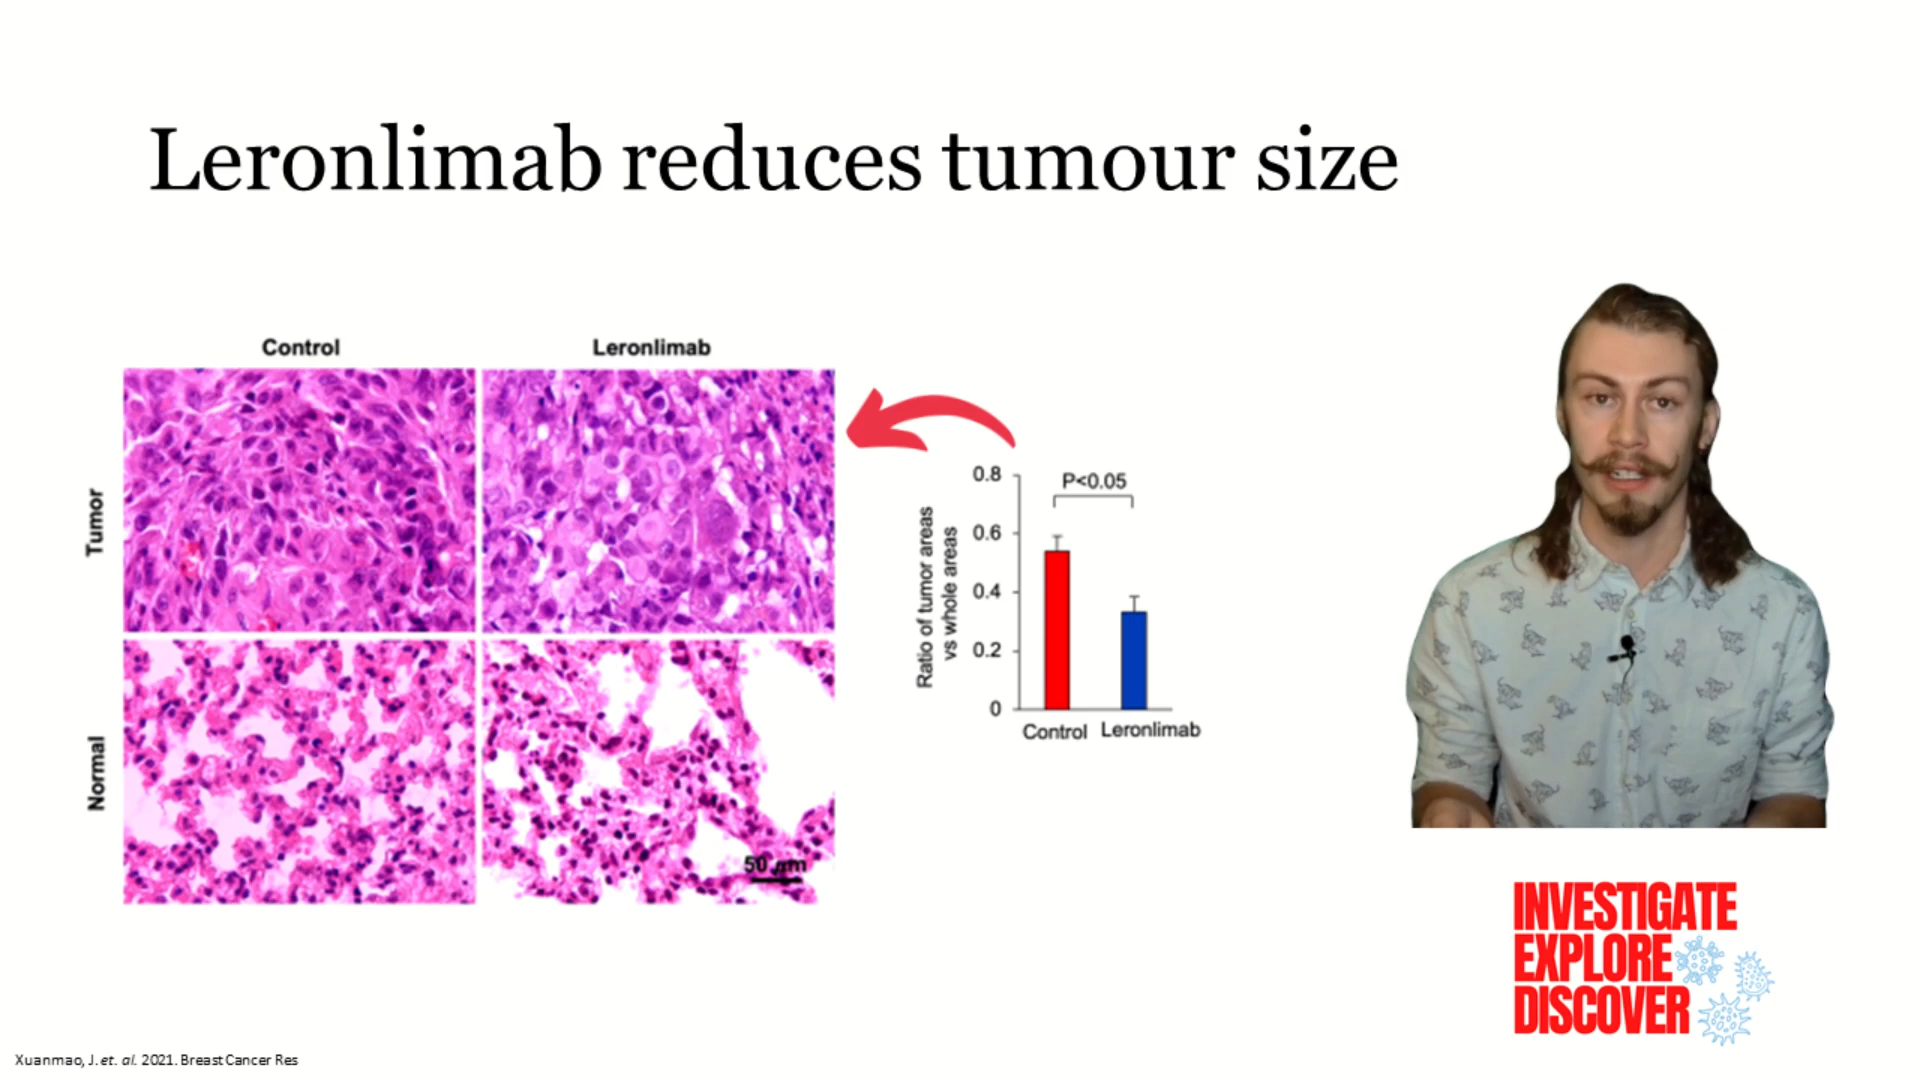 Leronlimab reduces tumour size
Control
Leronlimab
Tumor
Normal
50 µm
0.8
0.6
0.4
0.2
0
P<0.05
Ratio of tumor areas
vs whole areas
Control
Leronlimab
INVESTIGATE
EXPLORE
DISCOVER
Xuanmao, J. et. al. 2021. Breast Cancer Res